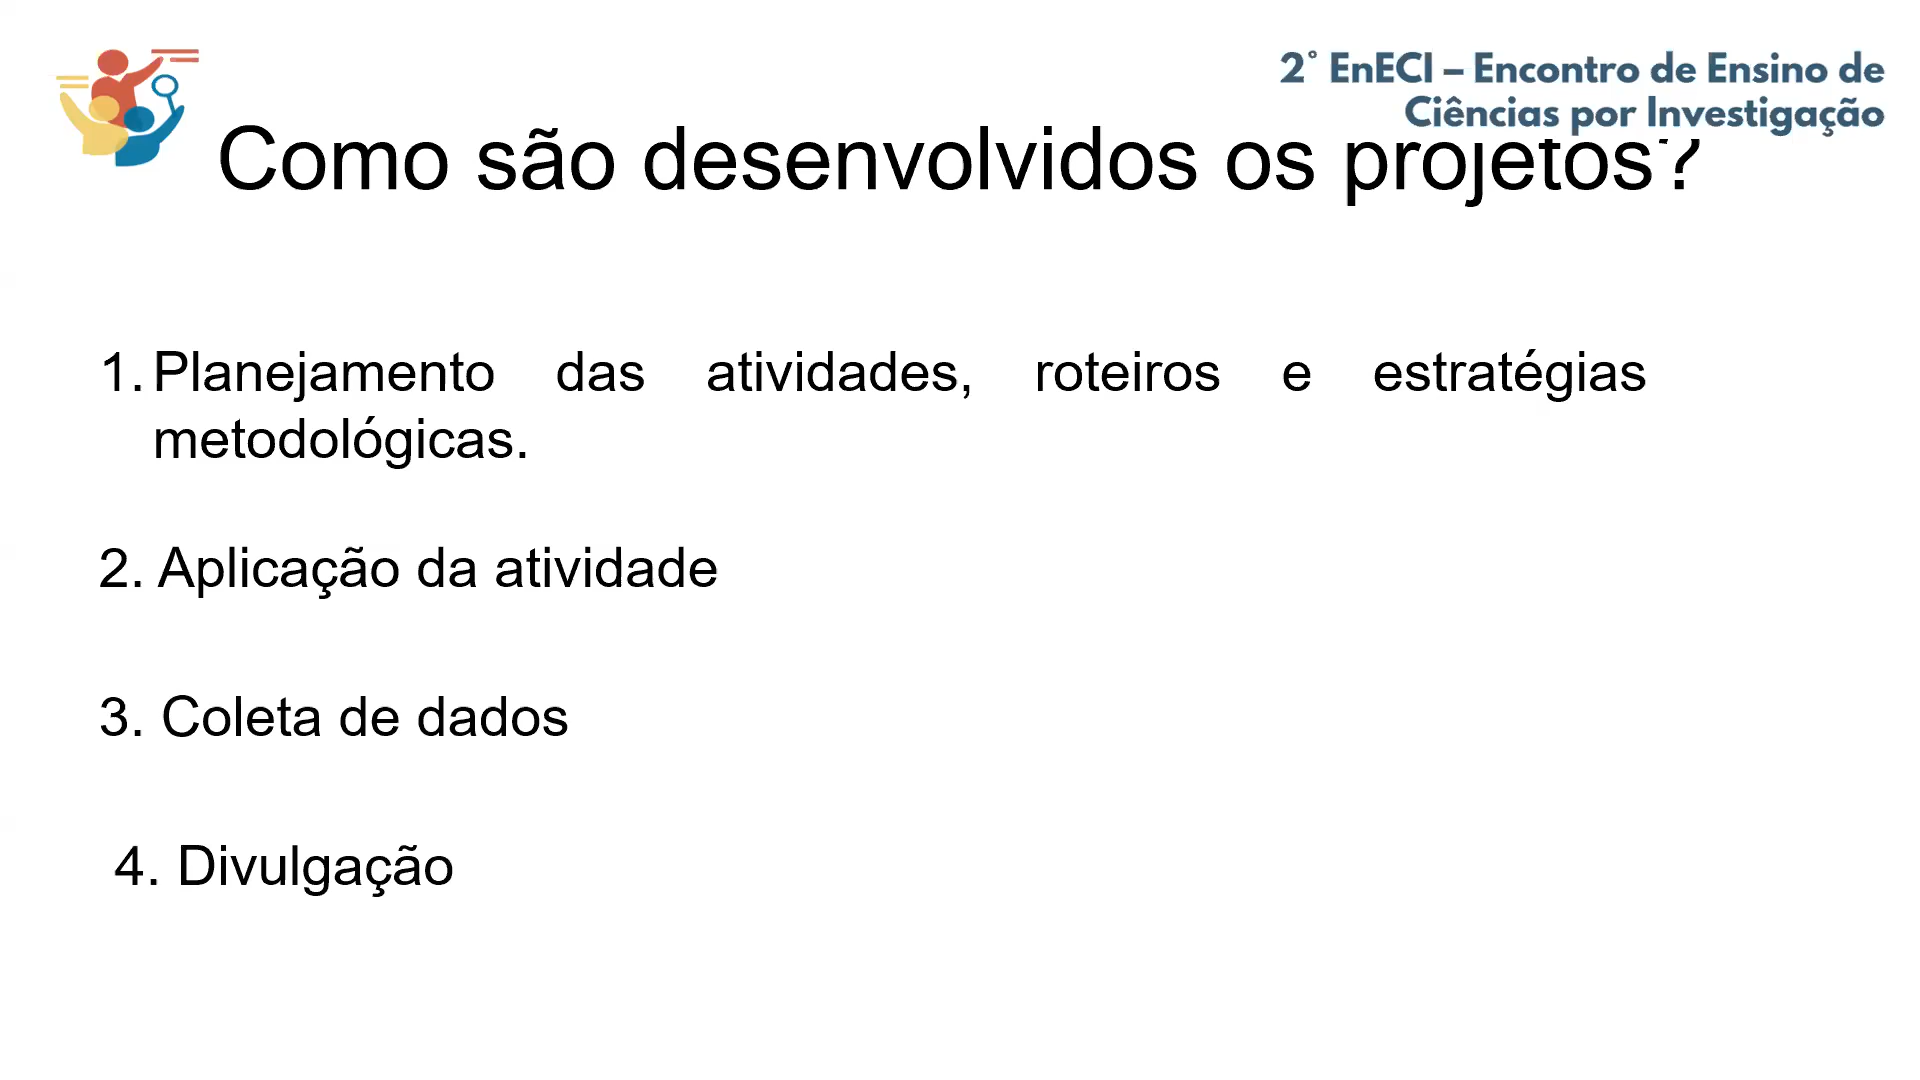 2° EnECI – Encontro de Ensino de
Ciências por Investigação
Como são desenvolvidos os projetos?
1. Planejamento das atividades, roteiros e estratégias
metodológicas.
2. Aplicação da atividade
3. Coleta de dados
4. Divulgação